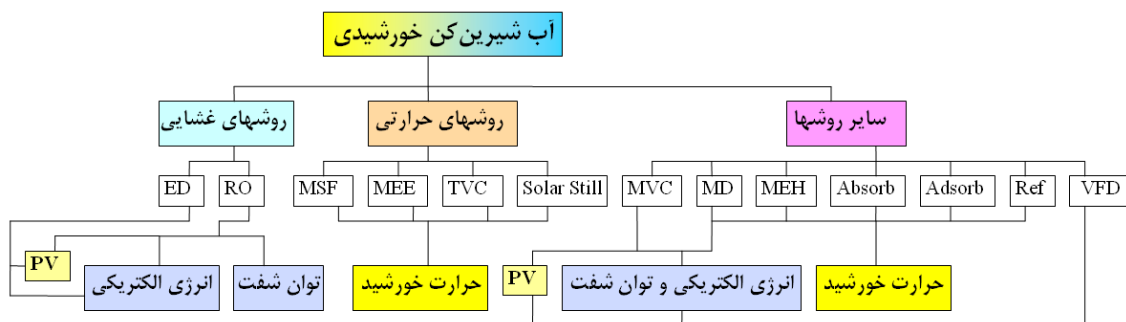 آب شیرین کن خورشیدی
سایر روشها
روشهای حرارتی
روشهای غشایی
ED
RO
MSF
MEE
TVC
Solar Still
MVC
MD
MEH
Absorb
Adsorb
Ref
VFD
PV
انرژی الکتریکی
توان شفت
حرارت خورشید
PV
انرژی الکتریکی و توان شفت
حرارت خورشید